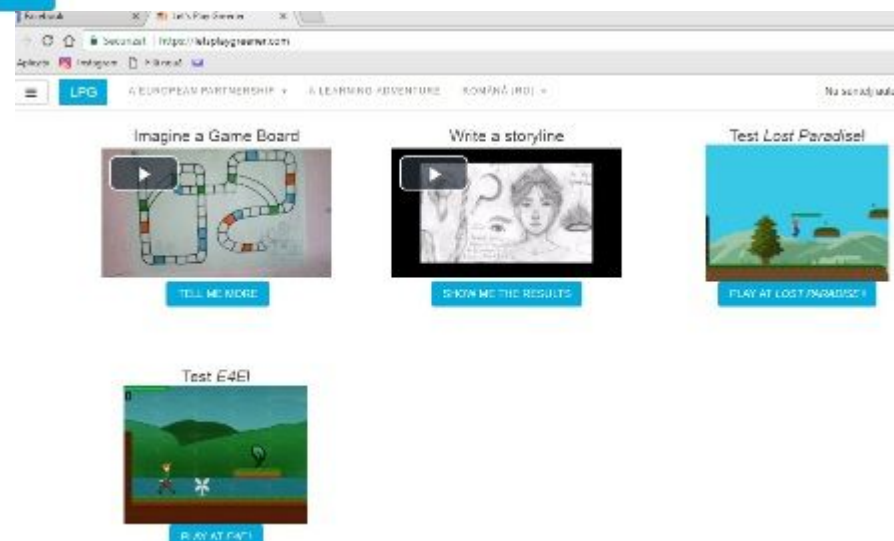 Facebook
Let's Play Greener
https://letsplaygreener.com
Instagram
LPG A EUROPEAN PARTNERSHIP A LEARNING ADVENTURE ROMÂNĂ (RO)
Imagine a Game Board
Write a storyline
Test Lost Paradise!
TELL ME MORE
SHOW ME THE RESULTS
PLAY AT LOST PARADISE !
Test E4E!
0
PLAY AT E4E!